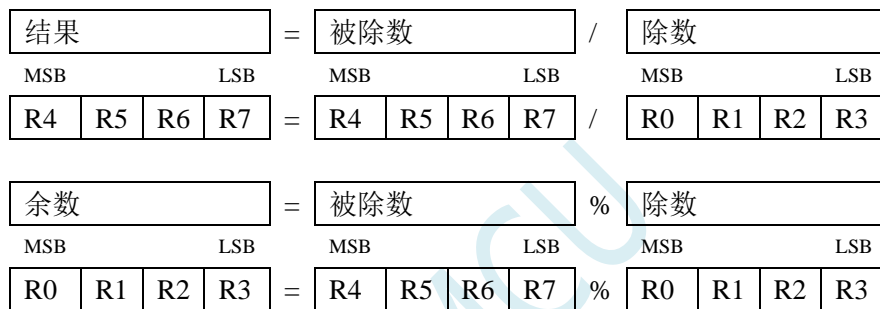 结果 = 被除数 / 除数
MSB LSB MSB LSB MSB LSB
R4 R5 R6 R7 = R4 R5 R6 R7 / R0 R1 R2 R3
余数 = 被除数 % 除数
MSB LSB MSB LSB MSB LSB
R0 R1 R2 R3 = R4 R5 R6 R7 % R0 R1 R2 R3
MCU